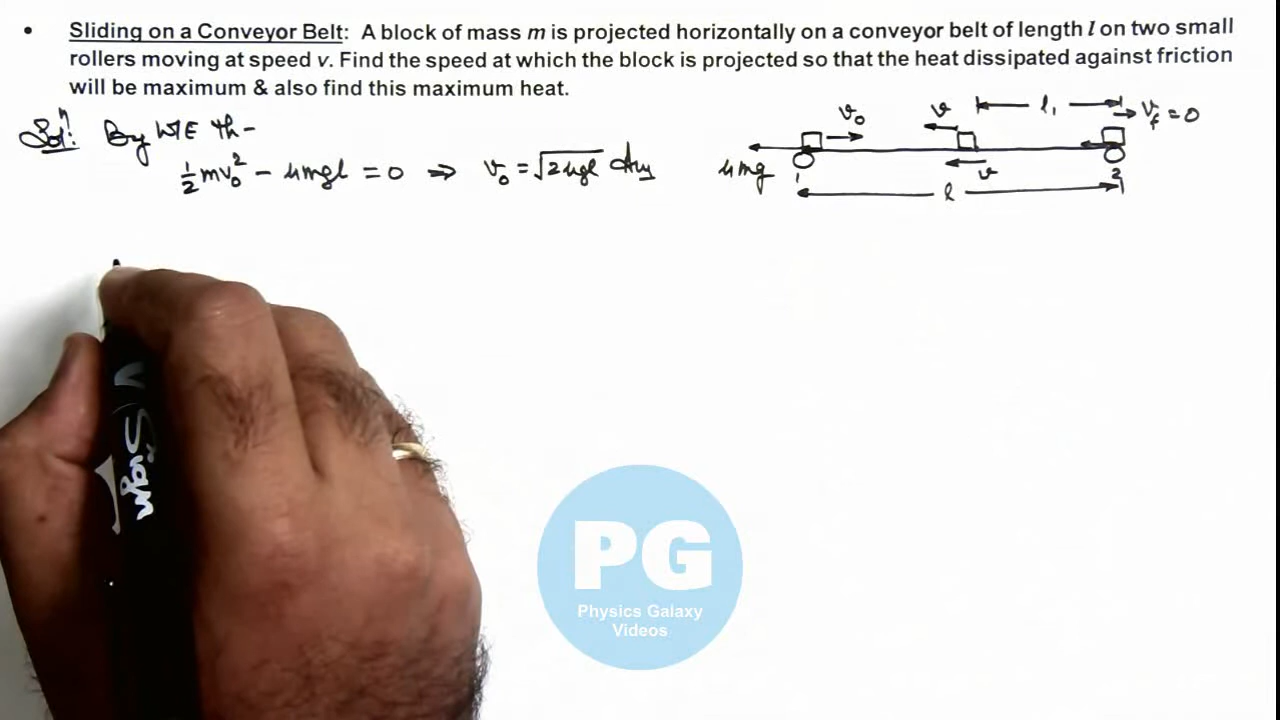 • Sliding on a Conveyor Belt: A block of mass m is projected horizontally on a conveyor belt of length l on two small
rollers moving at speed v. Find the speed at which the block is projected so that the heat dissipated against friction
will be maximum & also find this maximum heat.
Solⁿ: By W/E th-
½mv₀² - μmgl = 0 ⇒ v₀ = √2μgl Ans
v₀
v
l₁
v_f = 0
μmg
1
v
2
l
V Sign
PG
Physics Galaxy
Videos